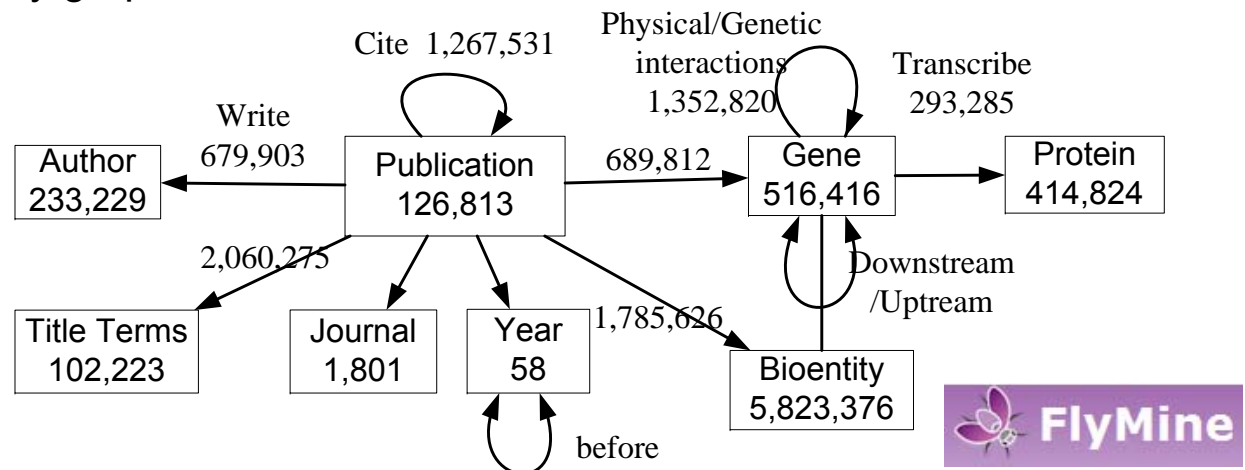 Cite 1,267,531
Physical/Genetic
interactions
1,352,820
Transcribe
293,285
Write
679,903
Author
233,229
Publication
126,813
689,812
Gene
516,416
Protein
414,824
2,060,275
Downstream
/Uptream
Title Terms
102,223
Journal
1,801
Year
58
1,785,626
Bioentity
5,823,376
before
FlyMine